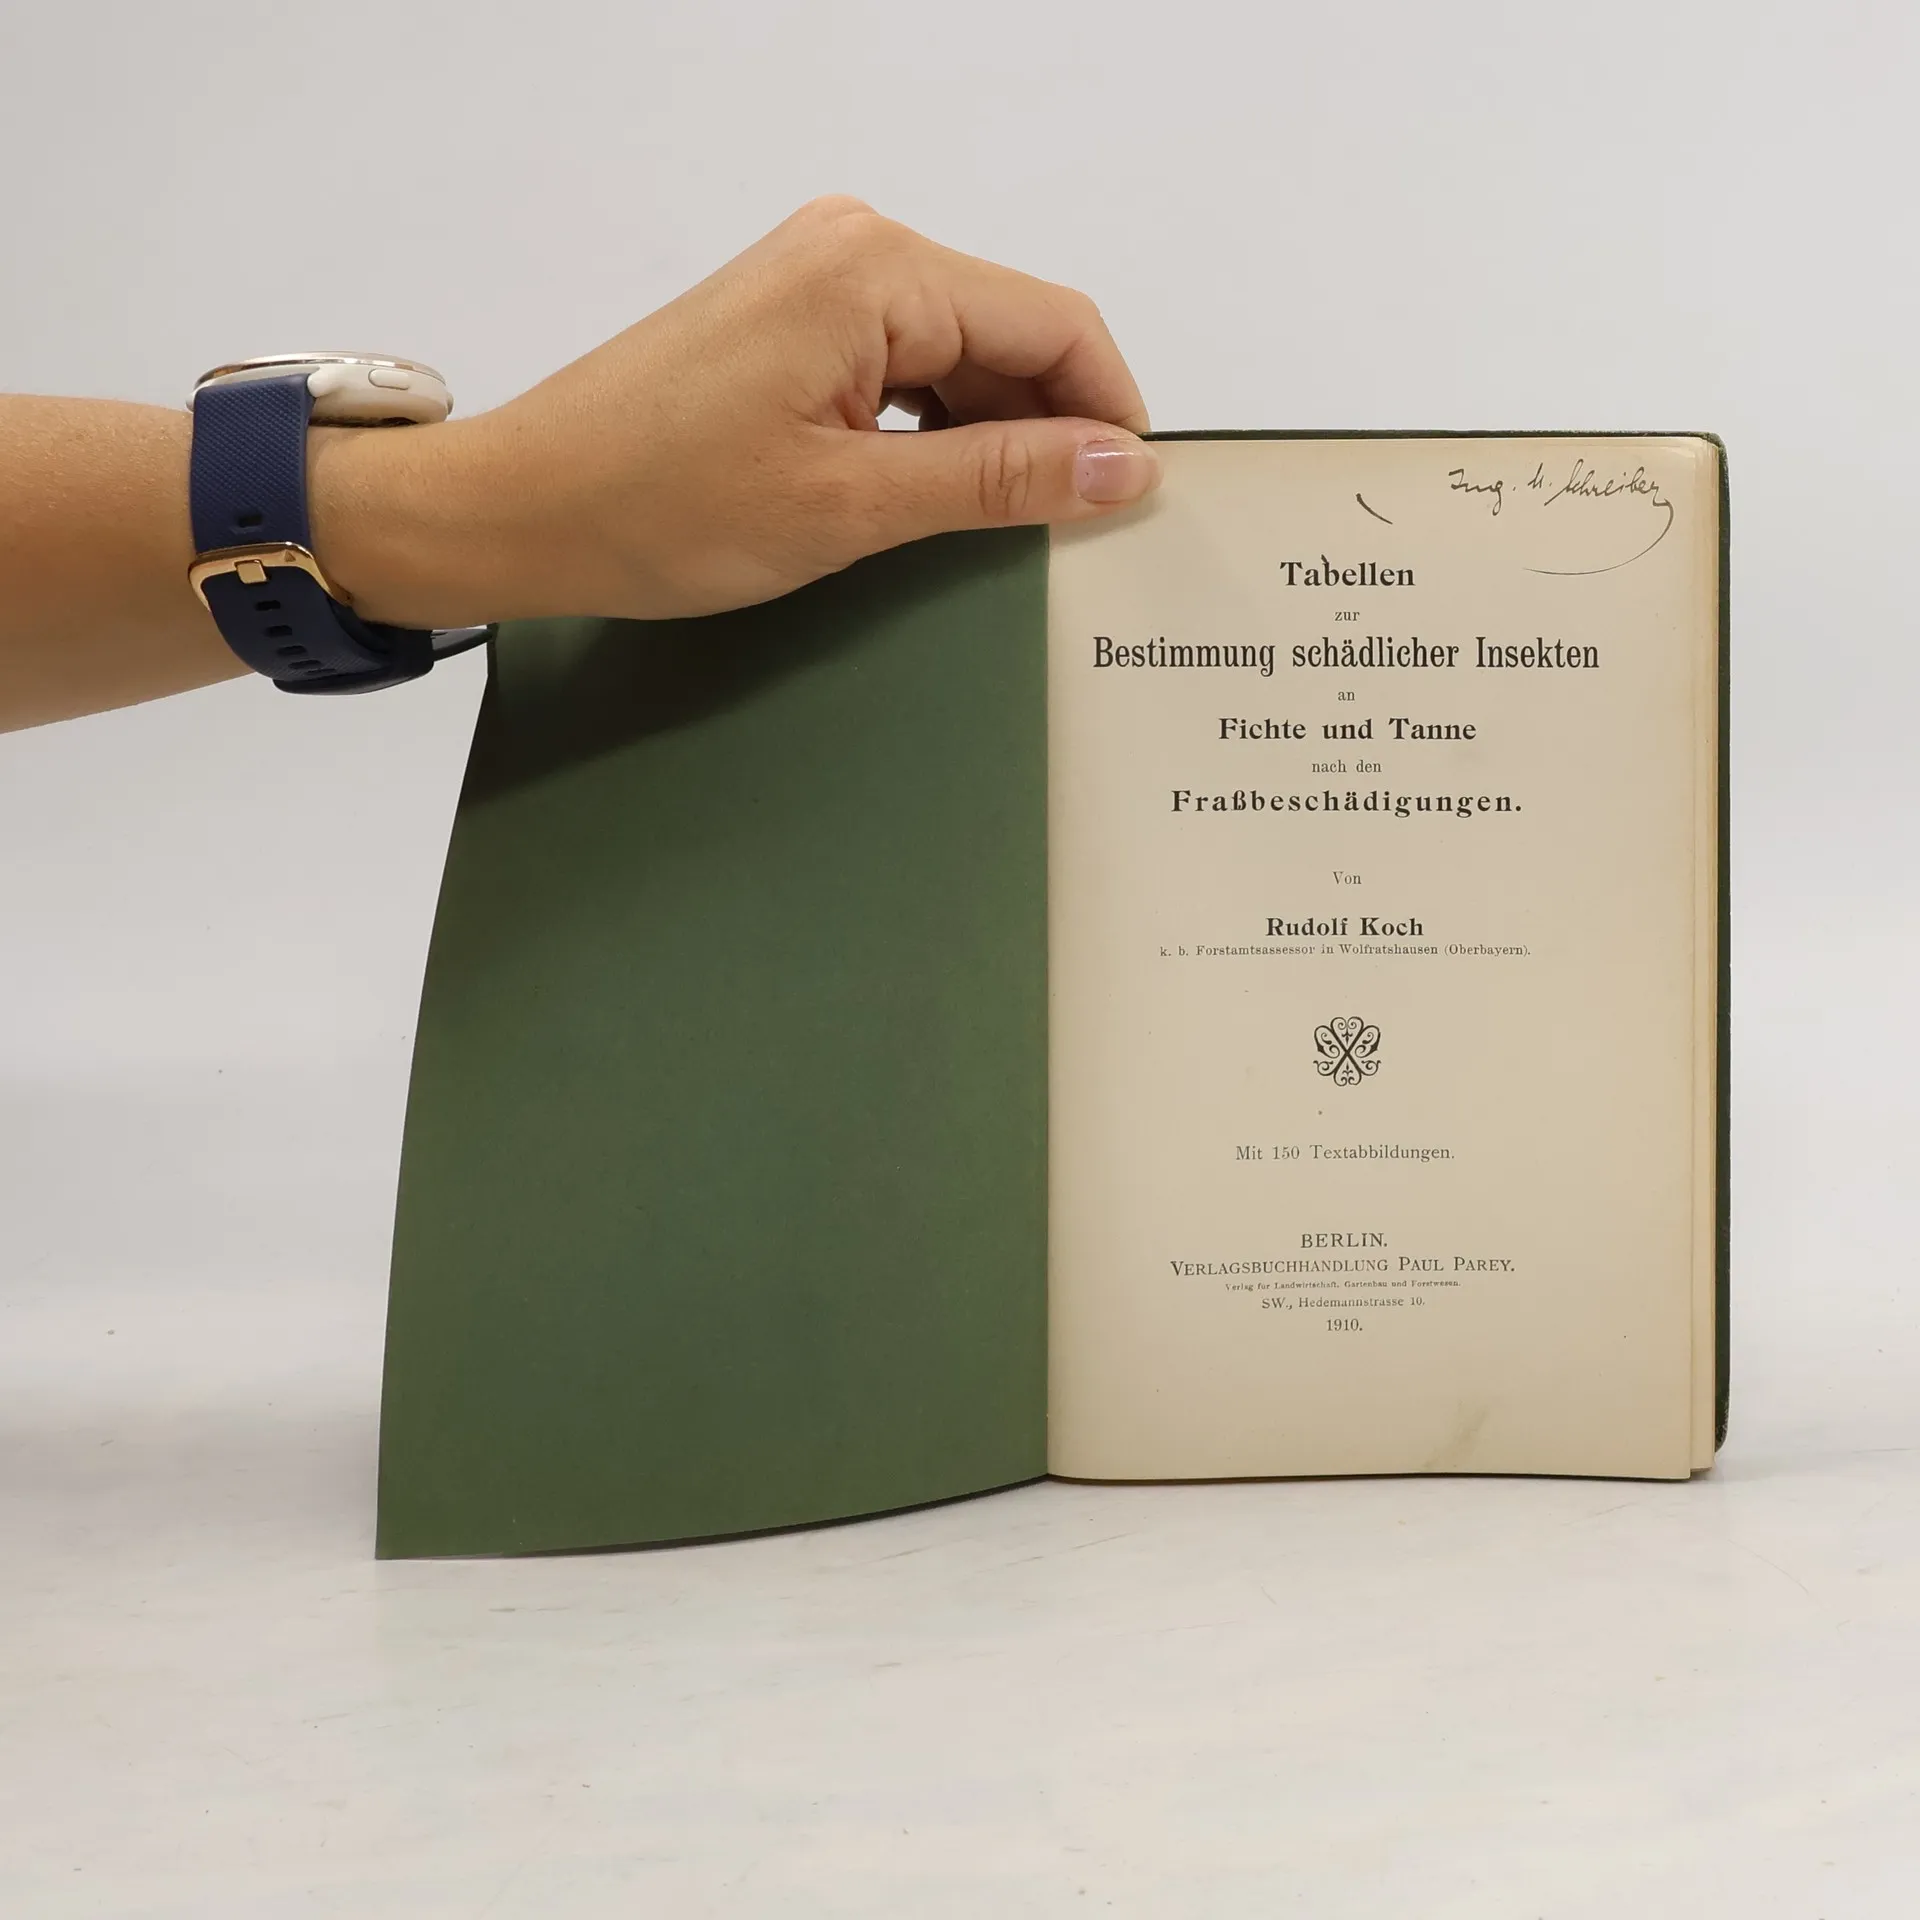 Ing. M. Schreiber
Tabellen
zur
Bestimmung schädlicher Insekten
an
Fichte und Tanne
nach den
Fraßbeschädigungen.
Von
Rudolf Koch
k. b. Forstamtsassessor in Wolfratshausen (Oberbayern).
Mit 150 Textabbildungen.
BERLIN.
VERLAGSBUCHHANDLUNG PAUL PAREY.
Verlag für Landwirtschaft, Gartenbau und Forstwesen.
SW., Hedemannstrasse 10.
1910.